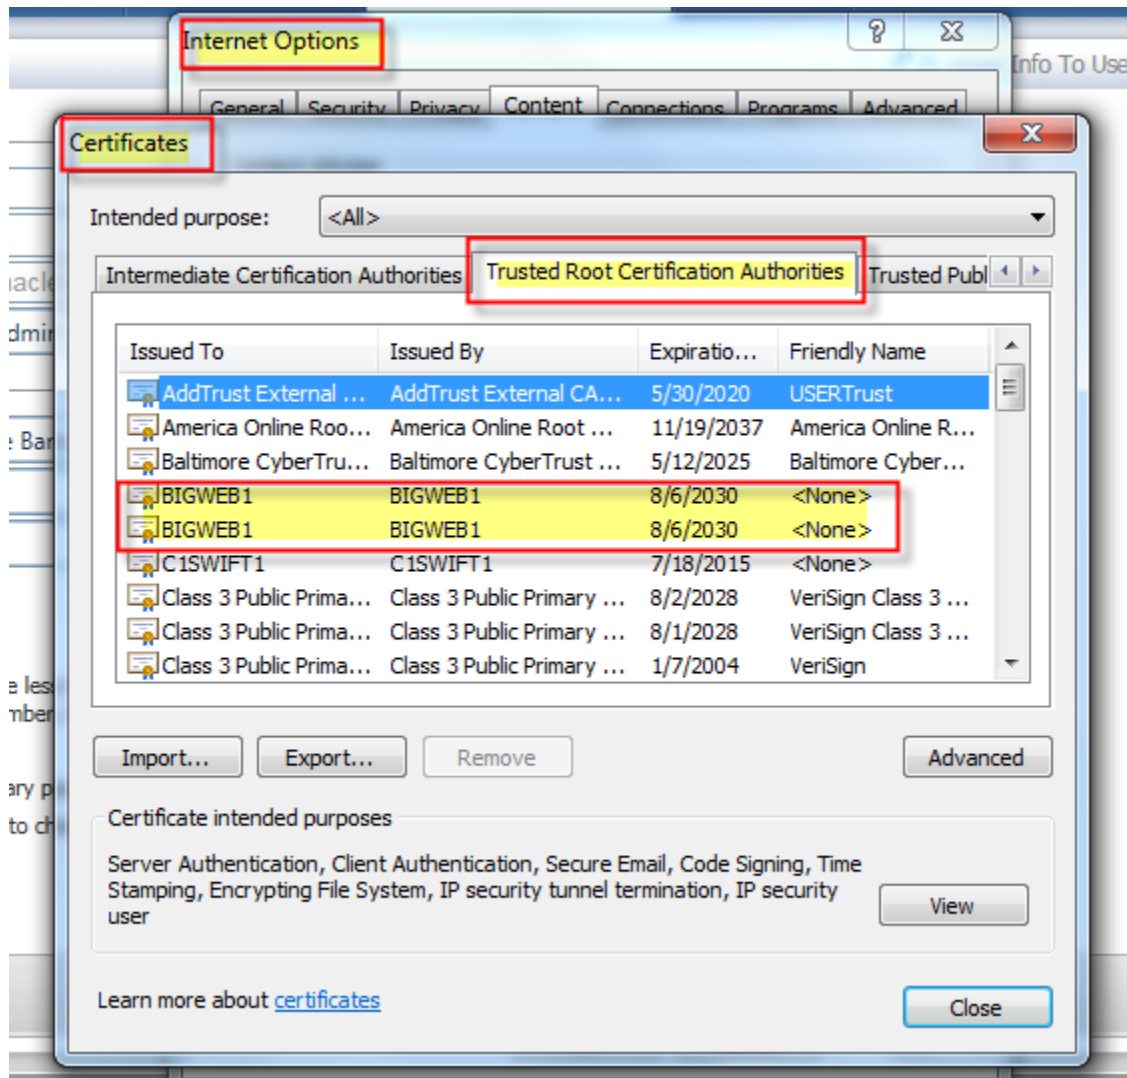 Internet Options
Info To Use
General Security Privacy Content Connections Programs Advanced
Certificates
Intended purpose: <All>
Intermediate Certification Authorities Trusted Root Certification Authorities Trusted Publ
Issued To Issued By Expiratio... Friendly Name
AddTrust External ... AddTrust External CA... 5/30/2020 USERTrust
America Online Roo... America Online Root ... 11/19/2037 America Online R...
Baltimore CyberTru... Baltimore CyberTrust ... 5/12/2025 Baltimore Cyber...
BIGWEB1 BIGWEB1 8/6/2030 <None>
BIGWEB1 BIGWEB1 8/6/2030 <None>
C1SWIFT1 C1SWIFT1 7/18/2015 <None>
Class 3 Public Prima... Class 3 Public Primary ... 8/2/2028 VeriSign Class 3 ...
Class 3 Public Prima... Class 3 Public Primary ... 8/1/2028 VeriSign Class 3 ...
Class 3 Public Prima... Class 3 Public Primary ... 1/7/2004 VeriSign
Import... Export... Remove Advanced
Certificate intended purposes
Server Authentication, Client Authentication, Secure Email, Code Signing, Time
Stamping, Encrypting File System, IP security tunnel termination, IP security
user
View
Learn more about certificates
Close